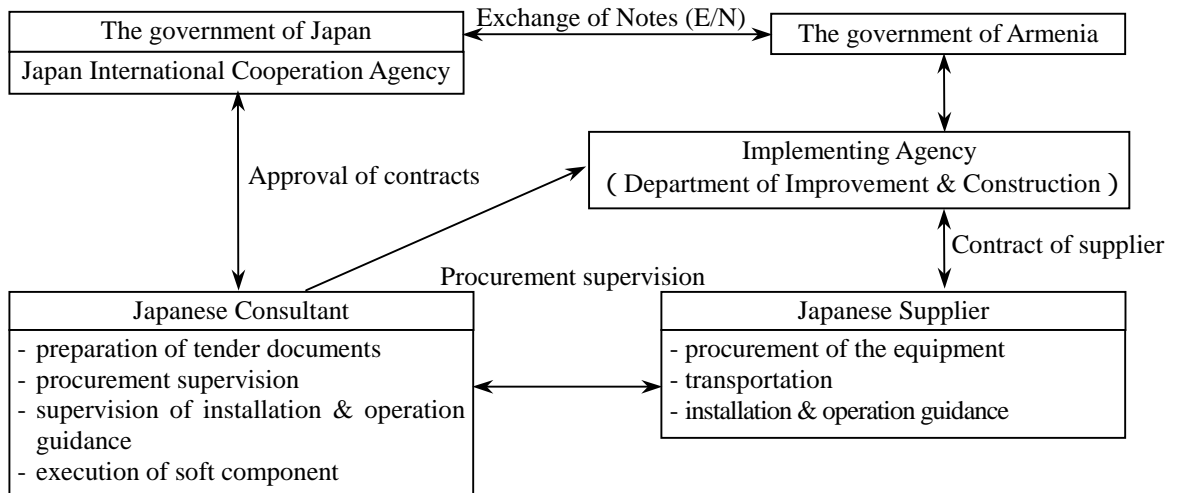 The government of Japan
Japan International Cooperation Agency
Exchange of Notes (E/N)
The government of Armenia
Implementing Agency
( Department of Improvement & Construction )
Approval of contracts
Contract of supplier
Procurement supervision
Japanese Consultant
- preparation of tender documents
- procurement supervision
- supervision of installation & operation
guidance
- execution of soft component
Japanese Supplier
- procurement of the equipment
- transportation
- installation & operation guidance